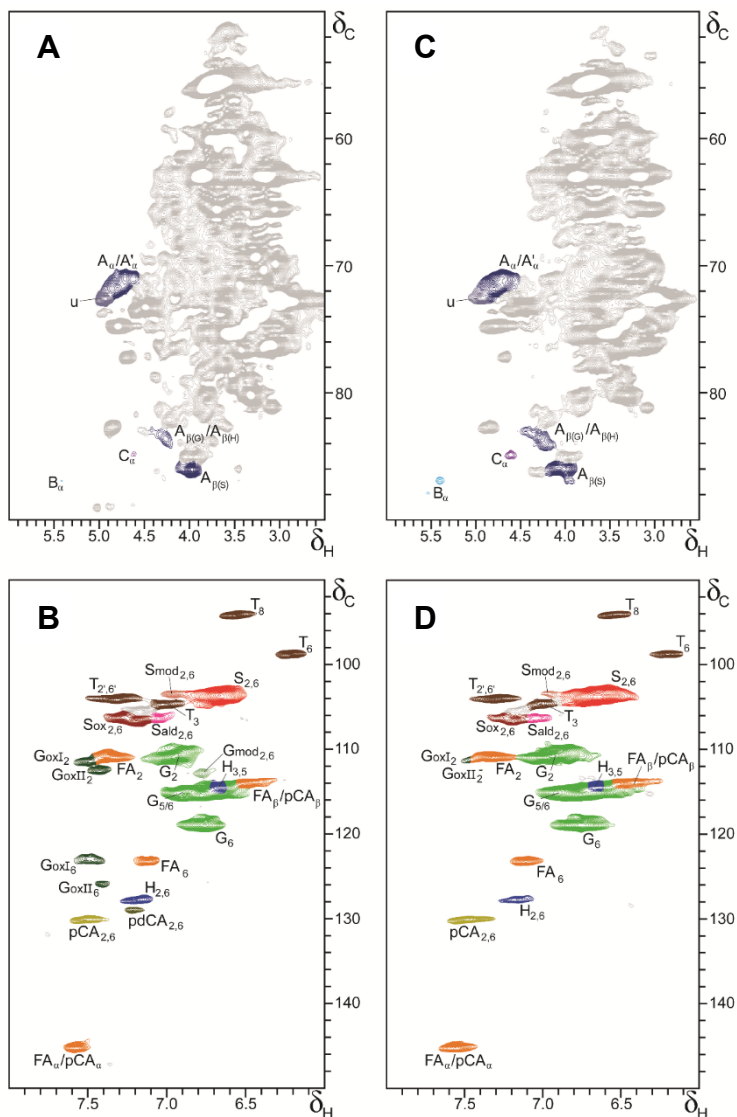 A
δC
60
70
80
Aα/A'α
u
Aβ(G)/Aβ(H)
Cα
Bα
Aβ(S)
5.5 5.0 4.5 4.0 3.5 3.0
δH
C
δC
60
70
80
Aα/A'α
u
Aβ(G)/Aβ(H)
Cα
Aβ(S)
Bα
5.5 5.0 4.5 4.0 3.5 3.0
δH
B
δC
T8
T6
100
Smod2,6
S2,6
T2',6'
T3
Sox2,6
Sald2,6
110
GoxI2
Gmod2,6
GoxII2
FA2
G2
H3,5
G5/6
FAβ/pCAβ
120
G6
GoxI6
FA6
GoxII6
H2,6
130
pCA2,6
pdCA2,6
140
FAα/pCAα
7.5 7.0 6.5
δH
D
δC
T8
T6
100
Smod2,6
S2,6
T2',6'
T3
Sox2,6
Sald2,6
110
GoxI2
FAβ/pCAβ
GoxII2-
FA2
G2
H3,5
G5/6
120
G6
FA6
H2,6
130
pCA2,6
140
FAα/pCAα
7.5 7.0 6.5
δH